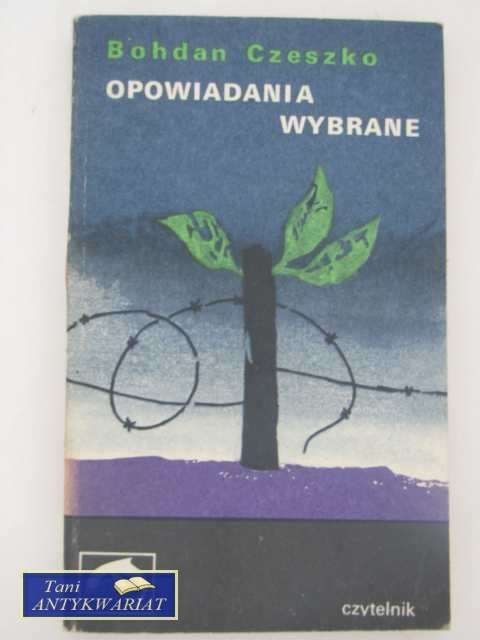 Bohdan Czeszko
OPOWIADANIA
WYBRANE
czytelnik
Tani
ANTYKWARIAT